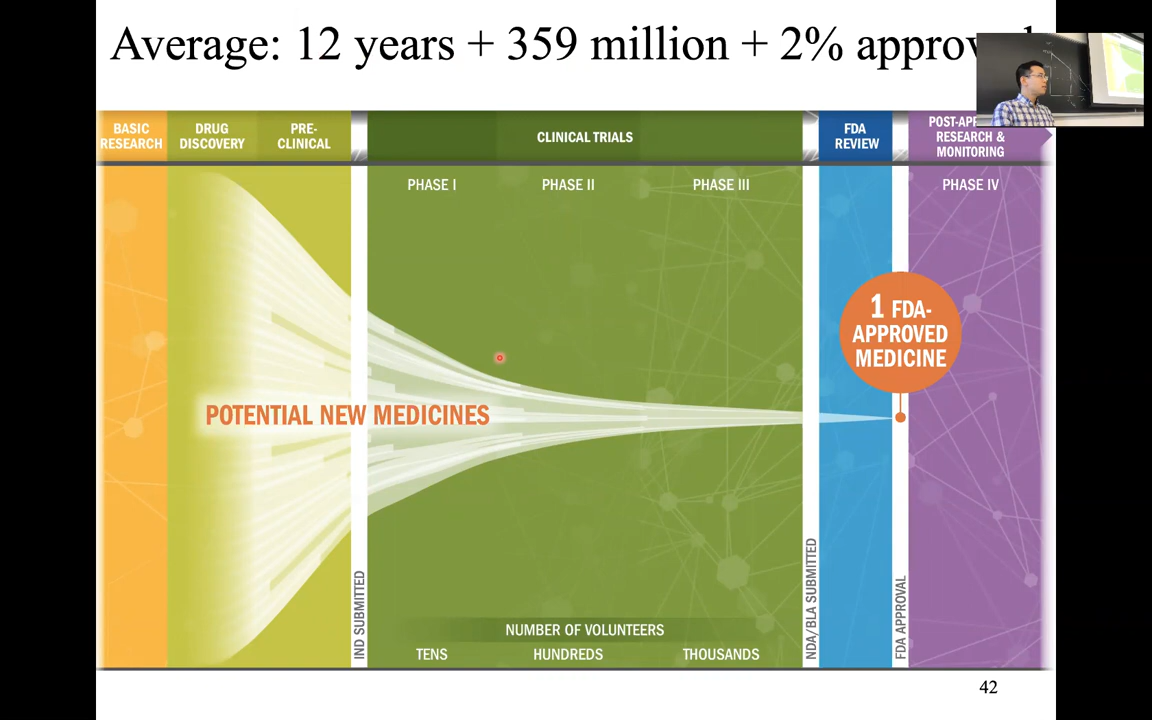 Average: 12 years + 359 million + 2%
BASIC
RESEARCH
DRUG
DISCOVERY
PRE-
CLINICAL
CLINICAL TRIALS
FDA
REVIEW
RESEARCH &
MONITORING
PHASE I
PHASE II
PHASE III
PHASE IV
1 FDA-
APPROVED
MEDICINE
POTENTIAL NEW MEDICINES
IND SUBMITTED
NDA/BLA SUBMITTED
FDA APPROVAL
NUMBER OF VOLUNTEERS
TENS
HUNDREDS
THOUSANDS
42